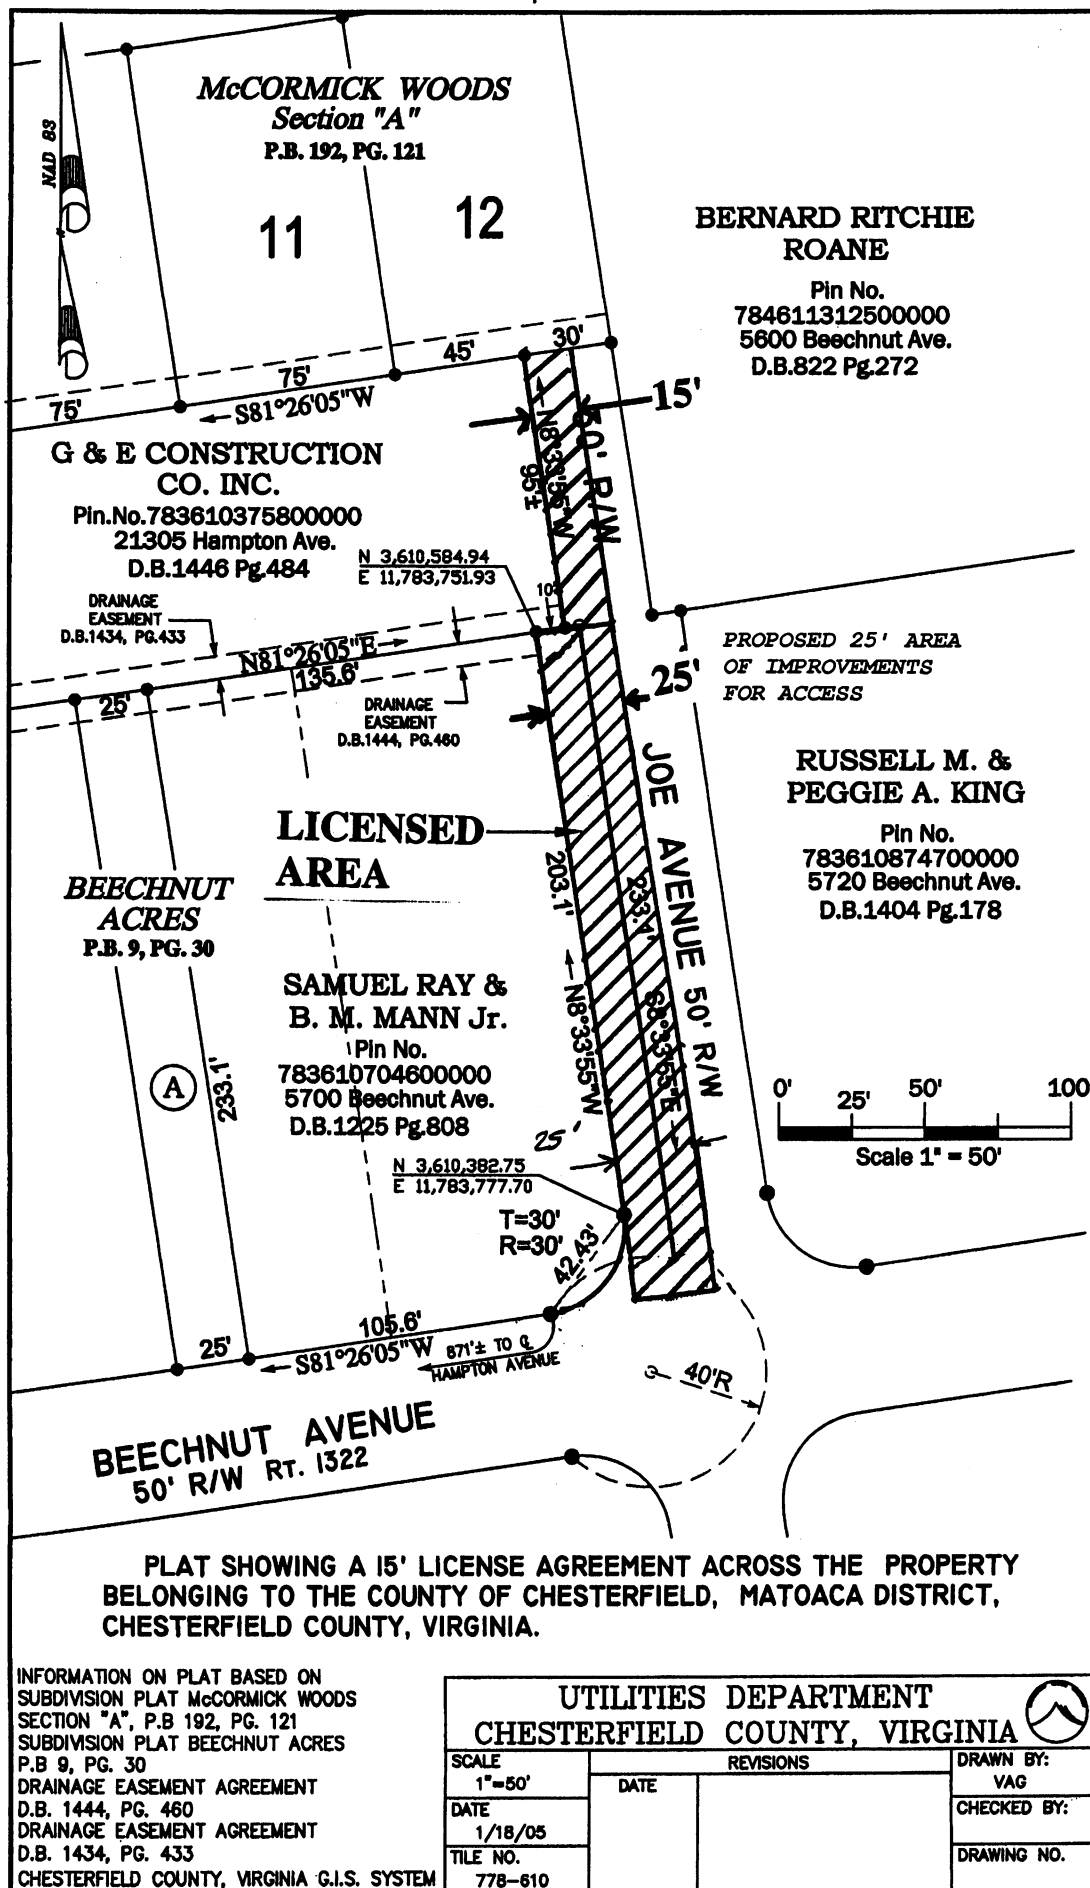 NAD 83
McCORMICK WOODS
Section "A"
P.B. 192, PG. 121
11
12
BERNARD RITCHIE
ROANE
Pin No.
784611312500000
5600 Beechnut Ave.
D.B.822 Pg.272
75'
75'
45'
30'
S81°26'05"W
15'
G & E CONSTRUCTION
CO. INC.
Pin.No.783610375800000
21305 Hampton Ave.
D.B.1446 Pg.484
N8°33'55"W
95'±
50' R/W
N 3,610,584.94
E 11,783,751.93
10'
DRAINAGE
EASEMENT
D.B.1434, PG.433
N81°26'05"E
135.6'
25'
DRAINAGE
EASEMENT
D.B.1444, PG.460
25'
PROPOSED 25' AREA
OF IMPROVEMENTS
FOR ACCESS
RUSSELL M. &
PEGGIE A. KING
Pin No.
783610874700000
5720 Beechnut Ave.
D.B.1404 Pg.178
LICENSED
AREA
JOE AVENUE 50' R/W
203.1'
233.1'
N8°33'55"W
S8°33'55"E
BEECHNUT
ACRES
P.B. 9, PG. 30
A
233.1'
SAMUEL RAY &
B. M. MANN Jr.
Pin No.
783610704600000
5700 Beechnut Ave.
D.B.1225 Pg.808
25'
N 3,610,382.75
E 11,783,777.70
T=30'
R=30'
42.43'
0' 25' 50' 100
Scale 1" = 50'
25'
105.6'
S81°26'05"W
871'± TO ℄
HAMPTON AVENUE
40'R
BEECHNUT AVENUE
50' R/W RT. 1322
PLAT SHOWING A 15' LICENSE AGREEMENT ACROSS THE PROPERTY
BELONGING TO THE COUNTY OF CHESTERFIELD, MATOACA DISTRICT,
CHESTERFIELD COUNTY, VIRGINIA.
INFORMATION ON PLAT BASED ON
SUBDIVISION PLAT McCORMICK WOODS
SECTION "A", P.B 192, PG. 121
SUBDIVISION PLAT BEECHNUT ACRES
P.B 9, PG. 30
DRAINAGE EASEMENT AGREEMENT
D.B. 1444, PG. 460
DRAINAGE EASEMENT AGREEMENT
D.B. 1434, PG. 433
CHESTERFIELD COUNTY, VIRGINIA G.I.S. SYSTEM
UTILITIES DEPARTMENT
CHESTERFIELD COUNTY, VIRGINIA
SCALE
1"=50'
DATE
1/18/05
TILE NO.
778-610
REVISIONS
DATE
DRAWN BY:
VAG
CHECKED BY:
DRAWING NO.